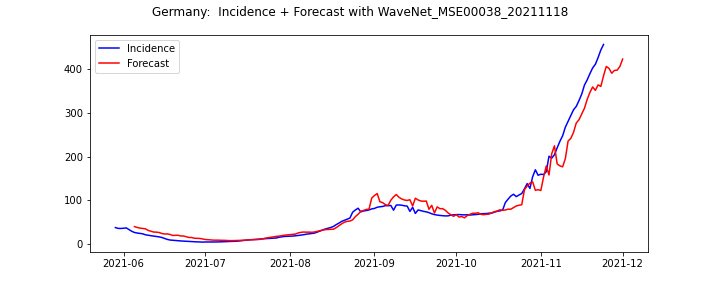 Germany:  Incidence + Forecast with WaveNet_MSE00038_20211118
Incidence
Forecast
400
300
200
100
0
2021-06 2021-07 2021-08 2021-09 2021-10 2021-11 2021-12